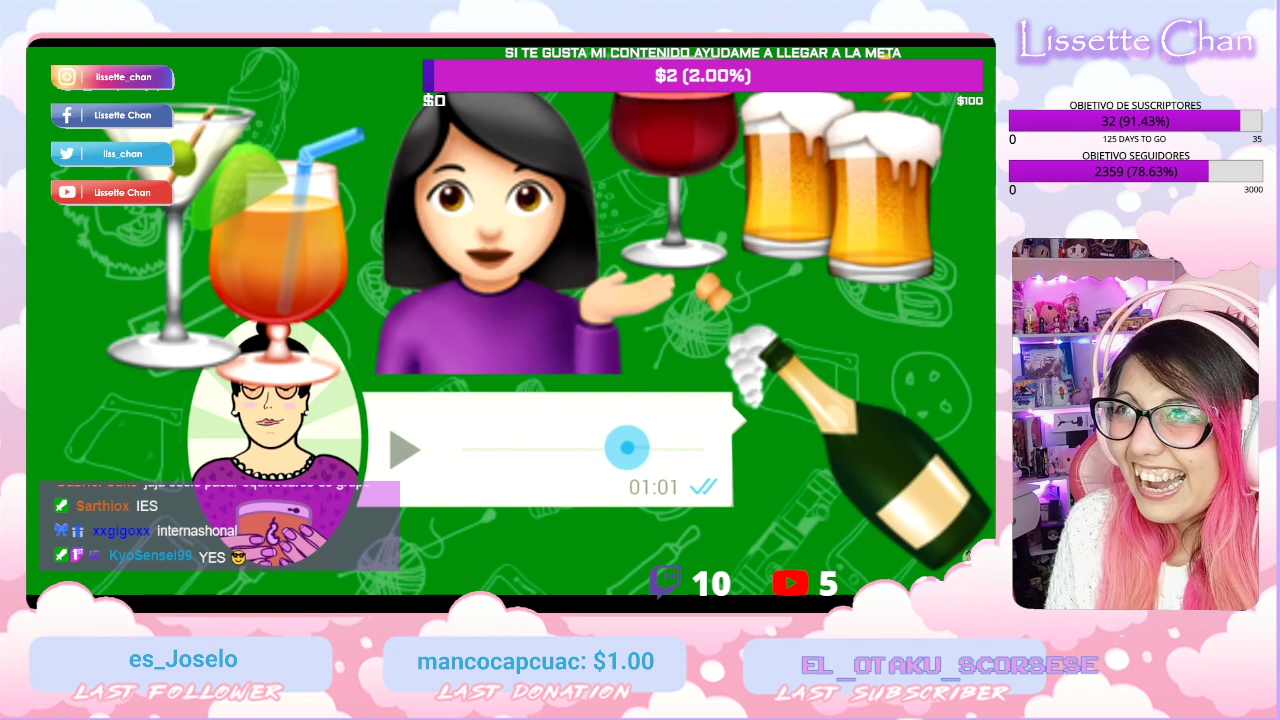 Lissette Chan
SI TE GUSTA MI CONTENIDO AYUDAME A LLEGAR A LA META
$2 (2.00%)
$0
$100
lissette_chan
Lissette Chan
liss_chan
Lissette Chan
OBJETIVO DE SUSCRIPTORES
32 (91.43%)
0
125 DAYS TO GO
35
OBJETIVO SEGUIDORES
2359 (78.63%)
0
3000
01:01
Sarthiox IES
xxgigoxx internashonal
KyoSensei99 YES
10
5
es_Joselo
LAST FOLLOWER
mancocapcuac: $1.00
LAST DONATION
EL_OTAKU_SCORSESE
LAST SUBSCRIBER